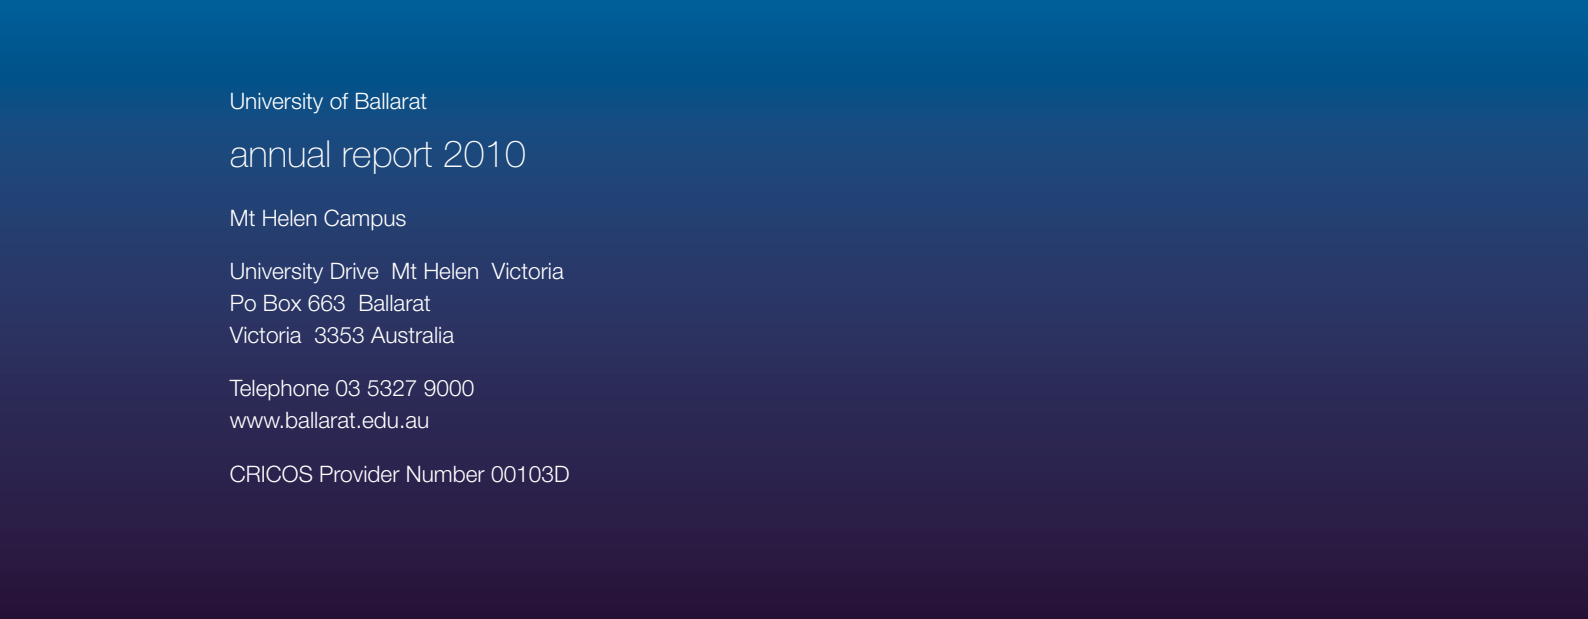 University of Ballarat
annual report 2010
Mt Helen Campus
University Drive  Mt Helen  Victoria
Po Box 663  Ballarat
Victoria  3353 Australia
Telephone 03 5327 9000
www.ballarat.edu.au
CRICOS Provider Number 00103D